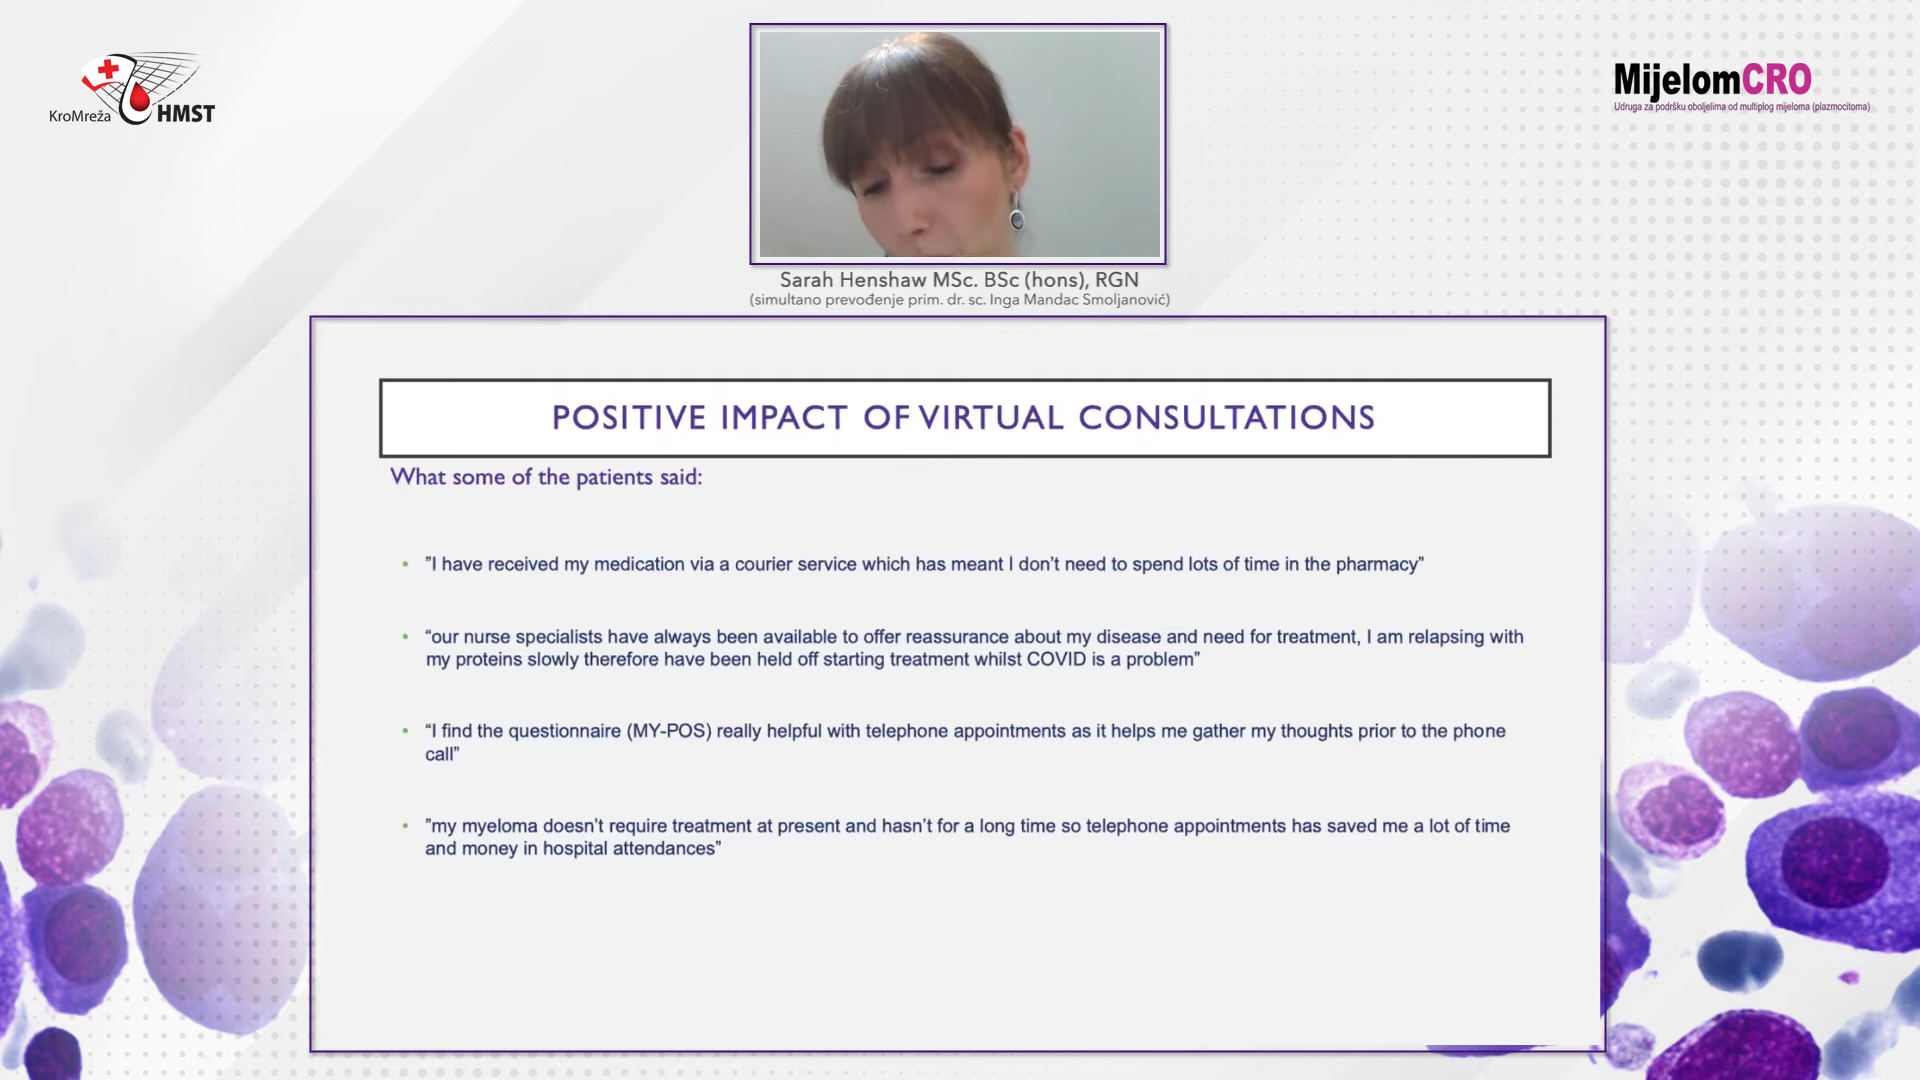 KroMreža HMST
MijelomCRO
Udruga za podršku oboljelima od multiplog mijeloma (plazmocitoma)
Sarah Henshaw MSc. BSc (hons), RGN
(simultano prevođenje prim. dr. sc. Inga Mandac Smoljanović)
POSITIVE IMPACT OF VIRTUAL CONSULTATIONS
What some of the patients said:
• ”I have received my medication via a courier service which has meant I don’t need to spend lots of time in the pharmacy”
• “our nurse specialists have always been available to offer reassurance about my disease and need for treatment, I am relapsing with
my proteins slowly therefore have been held off starting treatment whilst COVID is a problem”
• “I find the questionnaire (MY-POS) really helpful with telephone appointments as it helps me gather my thoughts prior to the phone
call”
• ”my myeloma doesn’t require treatment at present and hasn’t for a long time so telephone appointments has saved me a lot of time
and money in hospital attendances”